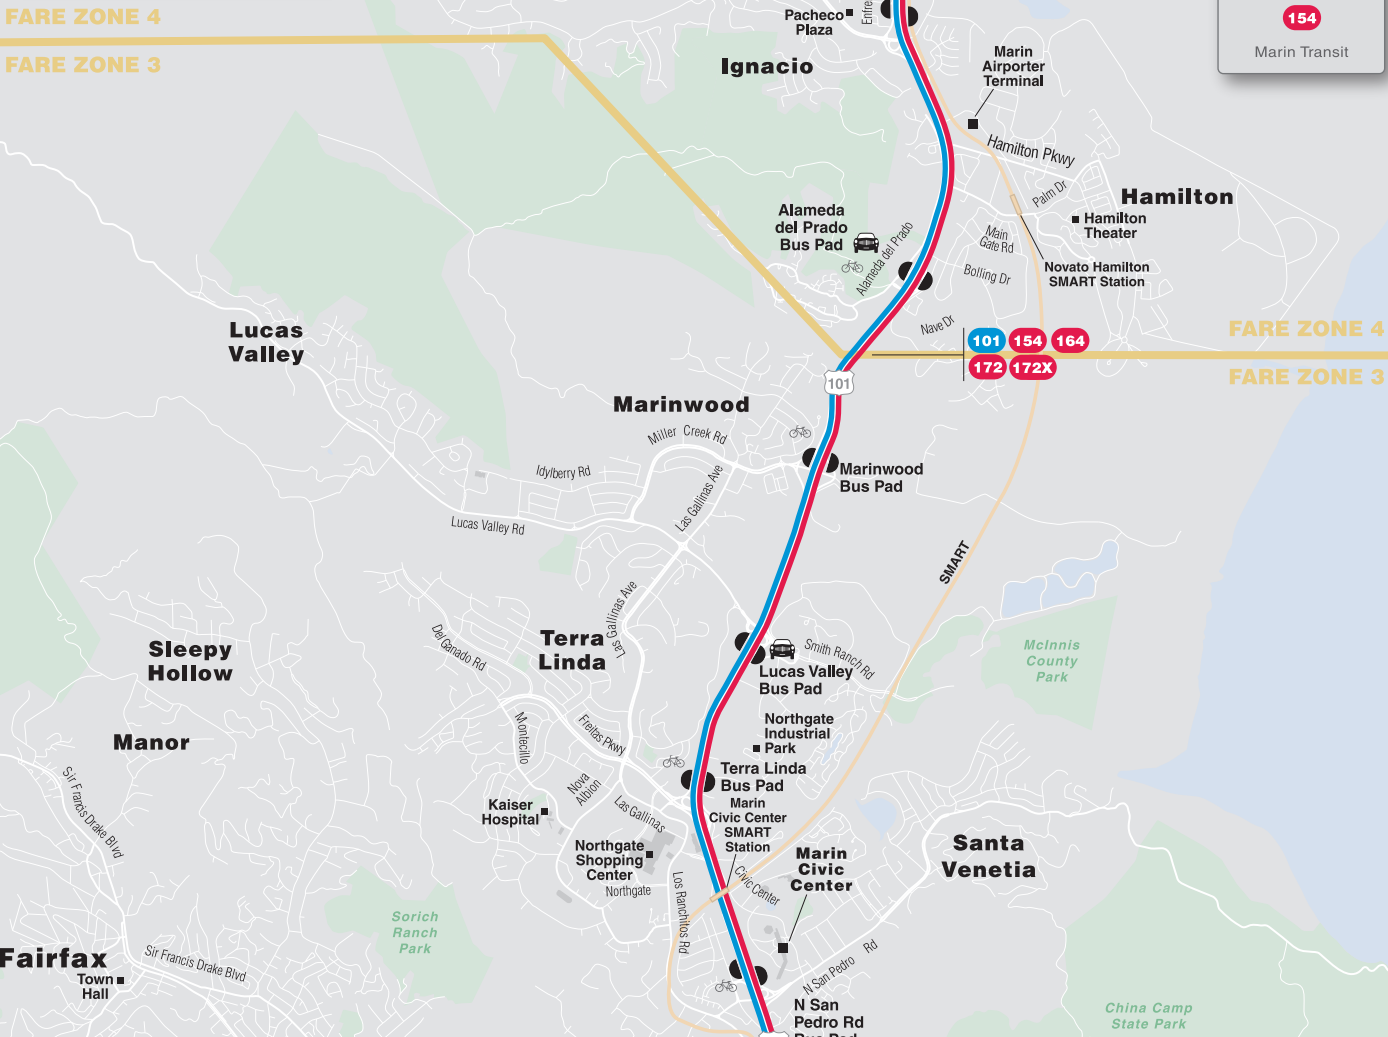 FARE ZONE 4
FARE ZONE 3
Pacheco
Plaza
Enfre
154
Marin Transit
Ignacio
Marin
Airporter
Terminal
Hamilton Pkwy
Palm Dr
Hamilton
Hamilton
Theater
Alameda
del Prado
Bus Pad
Alameda del Prado
Main
Gate Rd
Bolling Dr
Novato Hamilton
SMART Station
Nave Dr
Lucas
Valley
101 154 164
172 172X
FARE ZONE 4
FARE ZONE 3
101
Marinwood
Miller Creek Rd
Idylberry Rd
Las Gallinas Ave
Marinwood
Bus Pad
Lucas Valley Rd
SMART
Las Gallinas Ave
Del Ganado Rd
Terra
Linda
Sleepy
Hollow
Smith Ranch Rd
McInnis
County
Park
Lucas Valley
Bus Pad
Manor
Montecillo
Freitas Pkwy
Northgate
Industrial
Park
Sir Francis Drake Blvd
Nova
Albion
Terra Linda
Bus Pad
Kaiser
Hospital
Las Gallinas
Marin
Civic Center
SMART
Station
Northgate
Shopping
Center
Northgate
Los Ranchitos Rd
Civic Center
Marin
Civic
Center
Santa
Venetia
Sorich
Ranch
Park
Fairfax
Town
Hall
Sir Francis Drake Blvd
N San Pedro Rd
N San
Pedro Rd
Bus Pad
China Camp
State Park